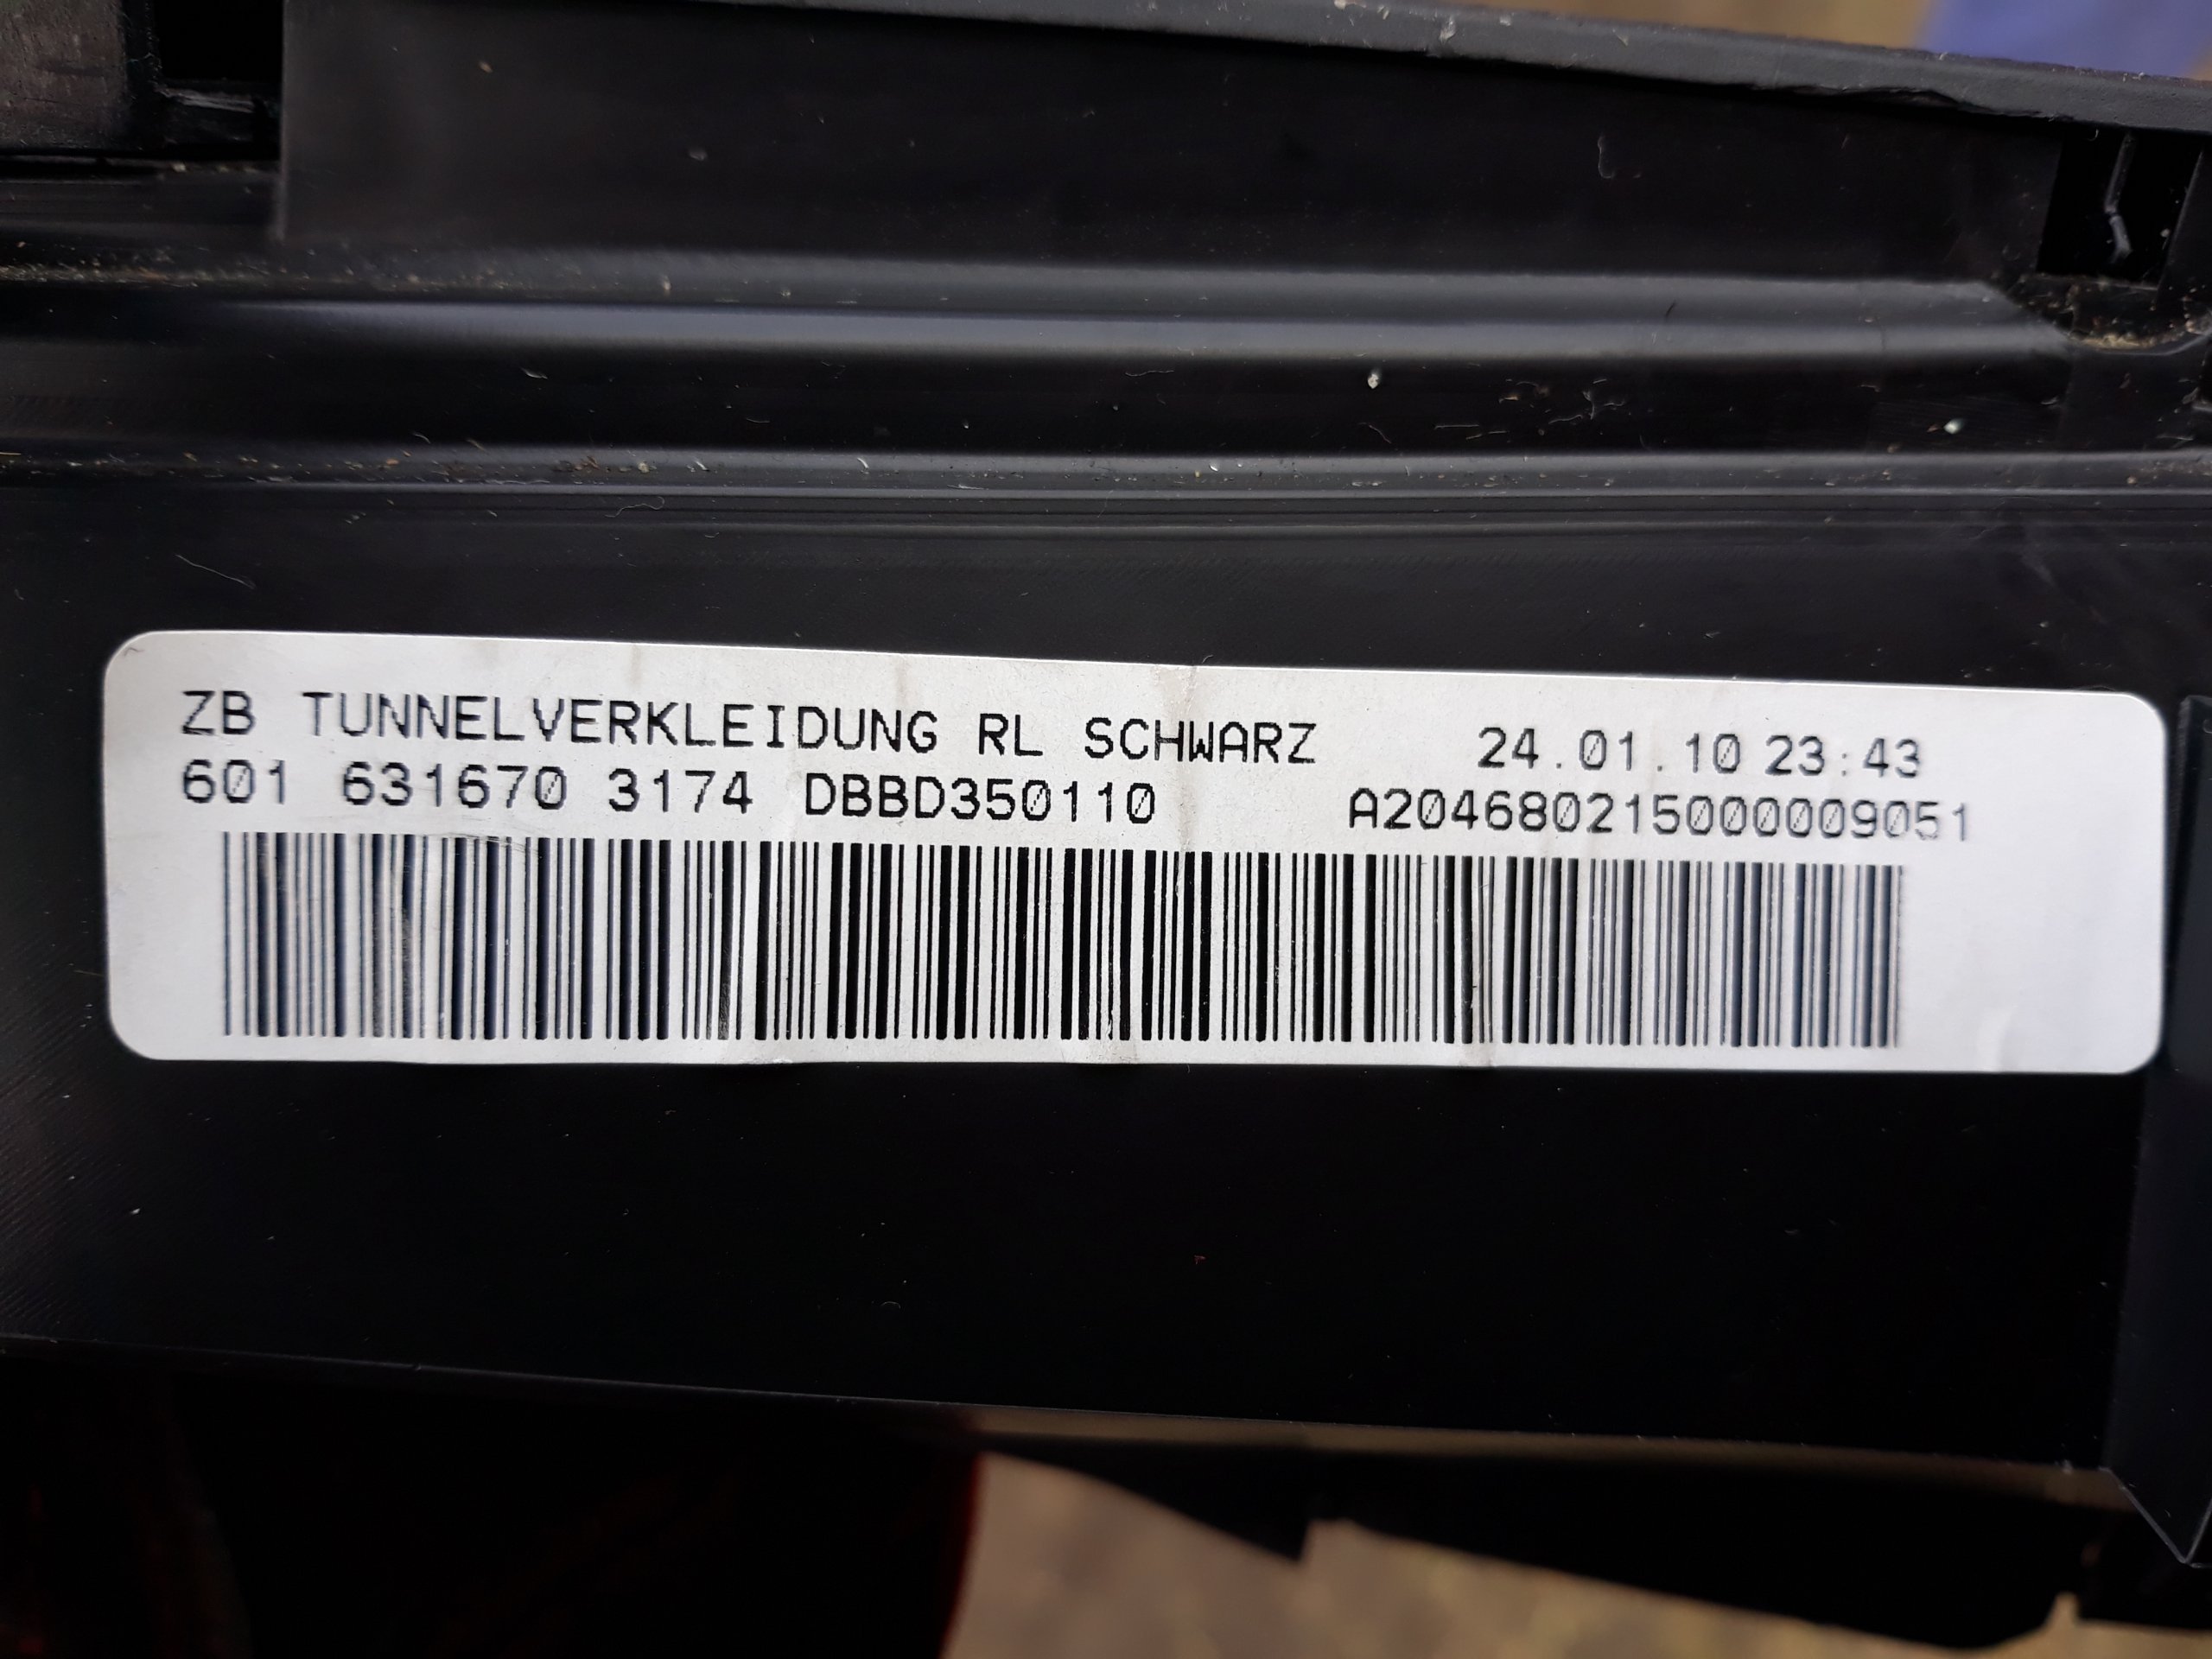 ZB TUNNELVERKLEIDUNG RL SCHWARZ 24.01.10 23:43
601 631670 3174 DBBD350110 A2046802150000009051